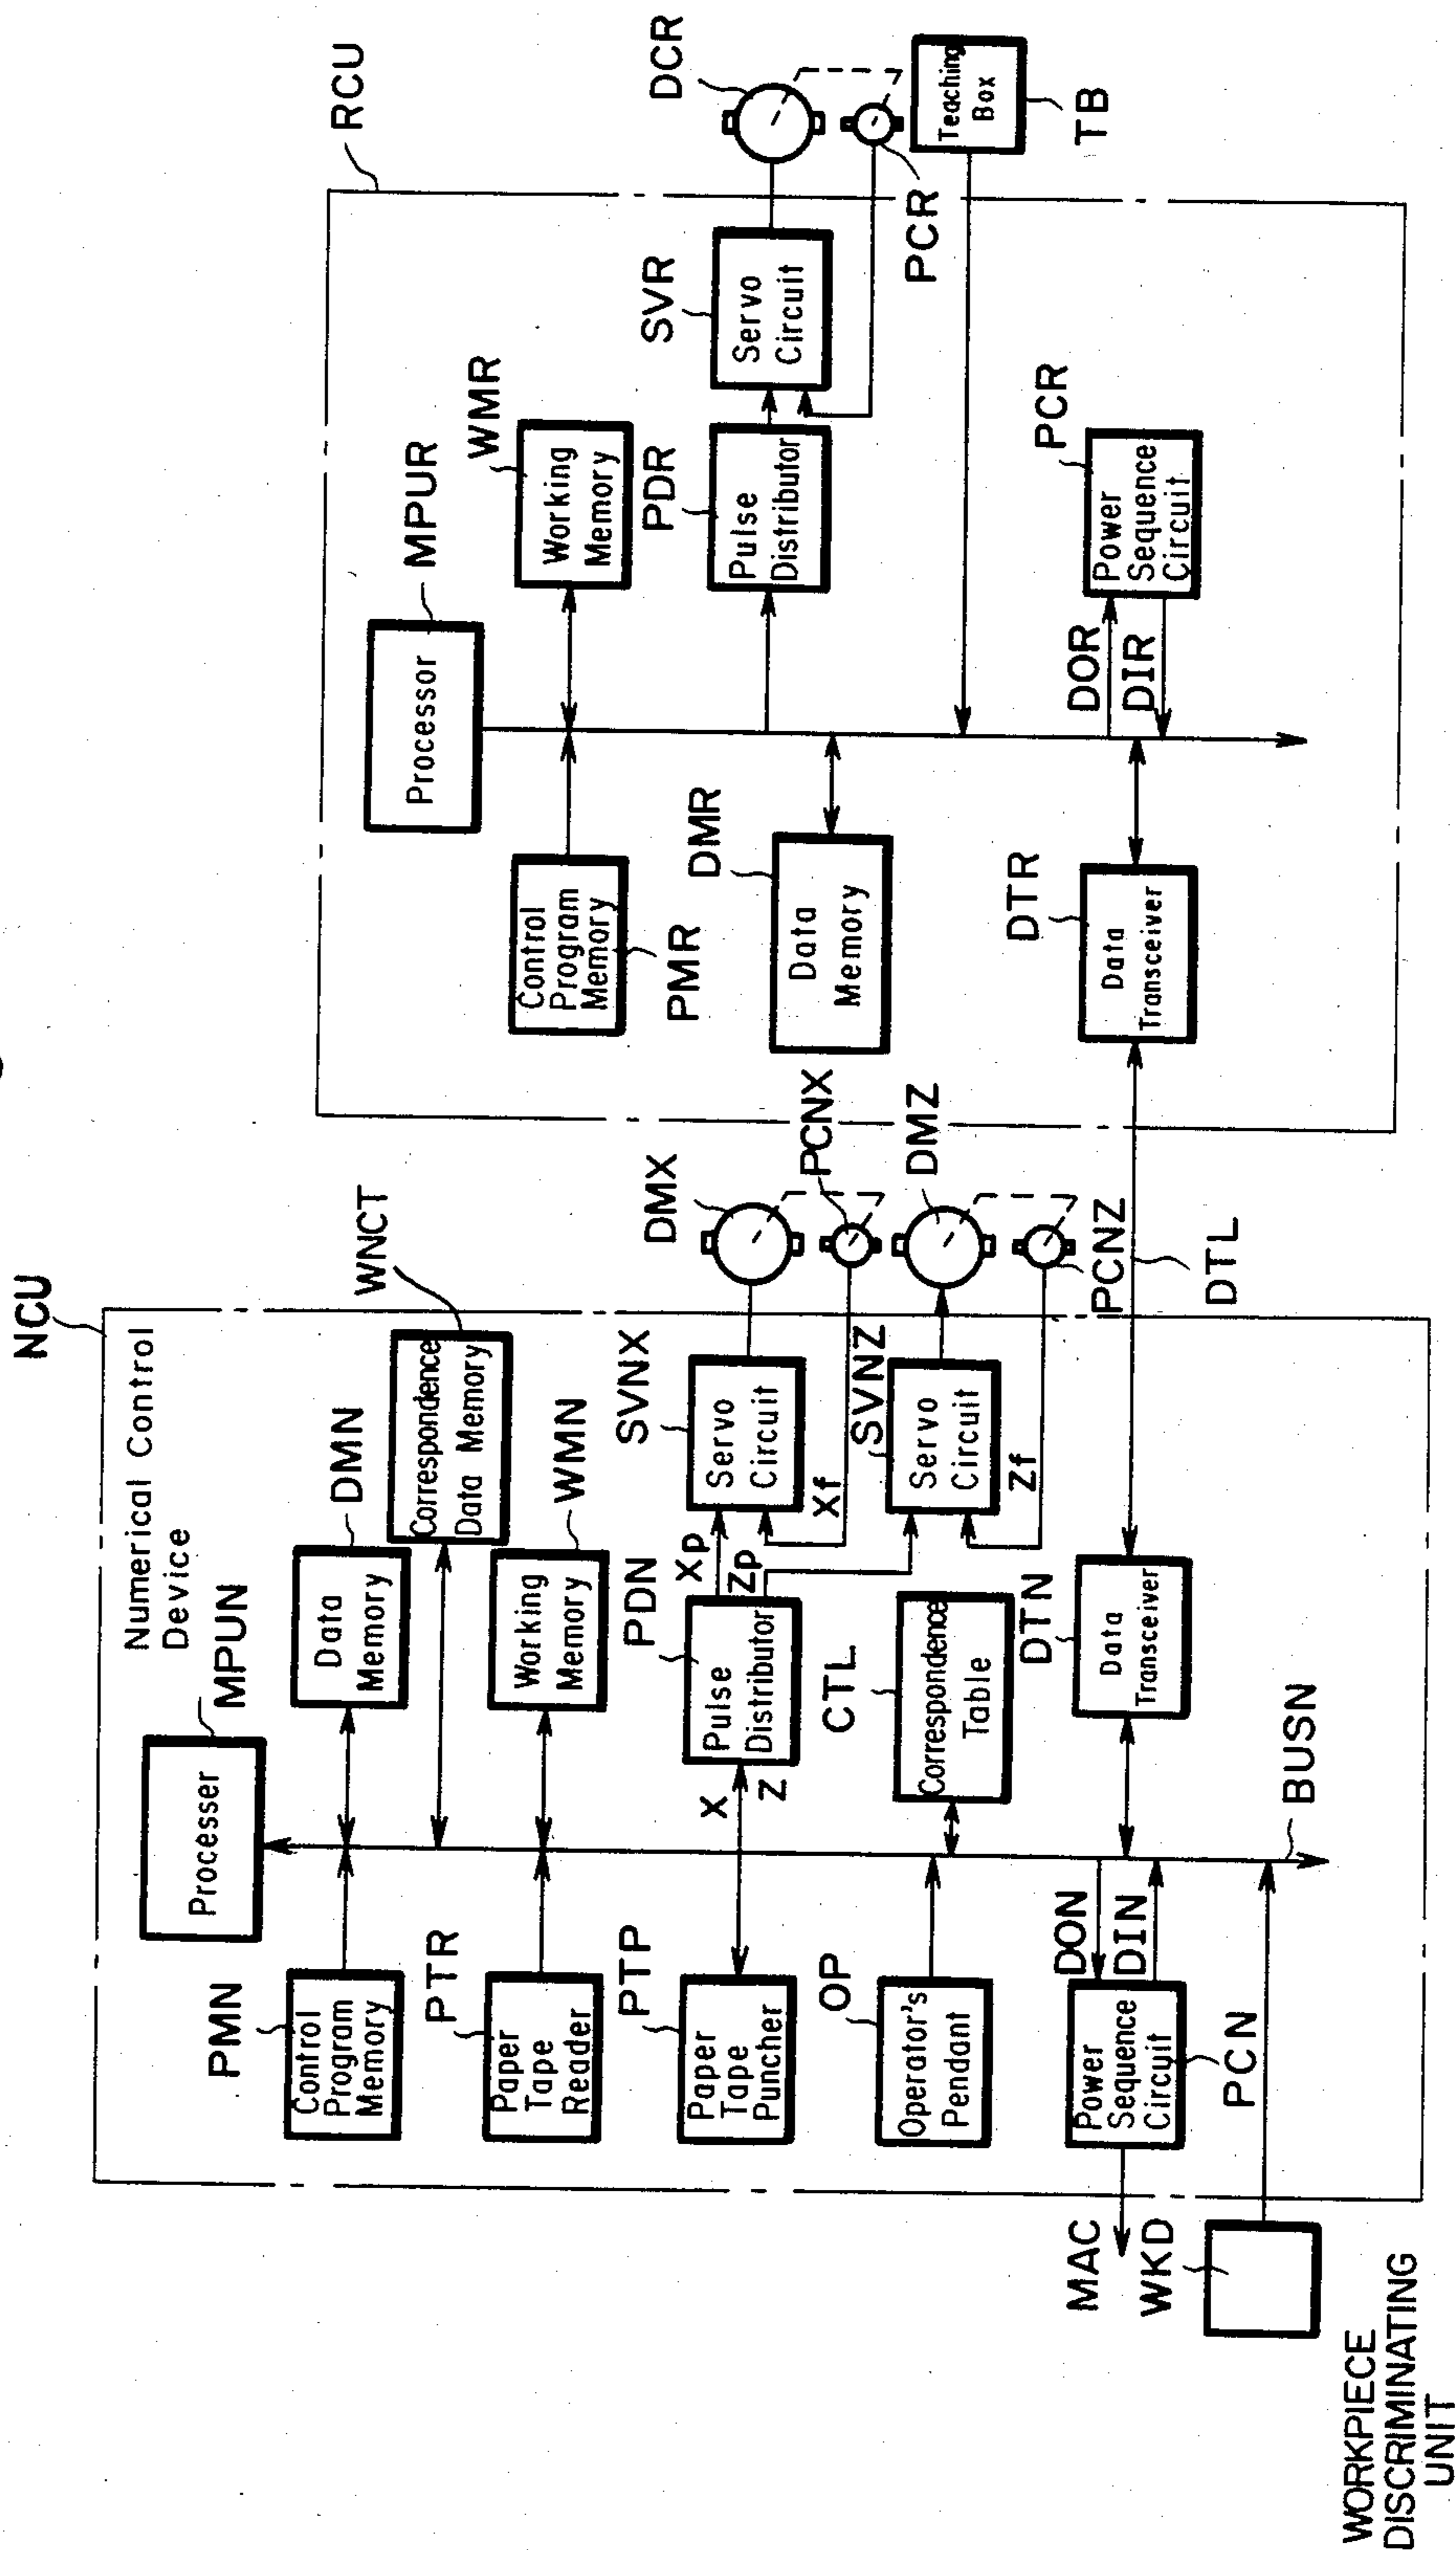 NCU
Numerical Control
Device
MPUN
Processer
PMN
Control
Program
Memory
DMN
Data
Memory
WNCT
Correspondence
Data Memory
PTR
Paper
Tape
Reader
WMN
Working
Memory
PTP
Paper
Tape
Puncher
X
Z
PDN
Pulse
Distributor
Xp
Zp
SVNX
Servo
Circuit
Xf
DMX
PCNX
SVNZ
Servo
Circuit
Zf
DMZ
PCNZ
OP
Operator's
Pendant
CTL
Correspondence
Table
DON
DIN
Power
Sequence
Circuit
PCN
DTN
Data
Transceiver
DTL
BUSN
MAC
WKD
WORKPIECE
DISCRIMINATING
UNIT
RCU
MPUR
Processor
Control
Program
Memory
PMR
WMR
Working
Memory
DMR
Data
Memory
PDR
Pulse
Distributor
SVR
Servo
Circuit
DCR
PCR
Teaching
Box
TB
DTR
Data
Transceiver
DOR
DIR
PCR
Power
Sequence
Circuit